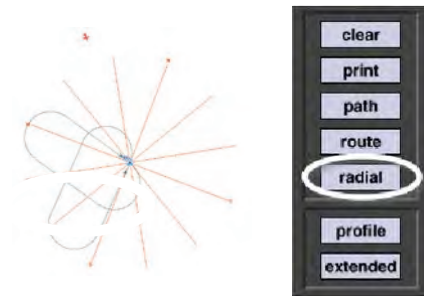 clear
print
path
route
radial
profile
extended